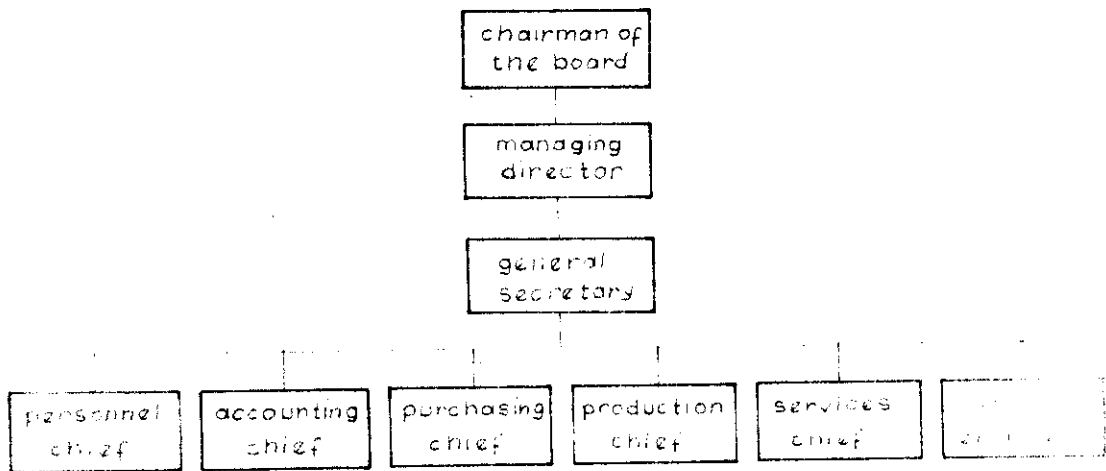 chairman of
the board
managing
director
general
secretary
personnel
chief
accounting
chief
purchasing
chief
production
chief
services
chief